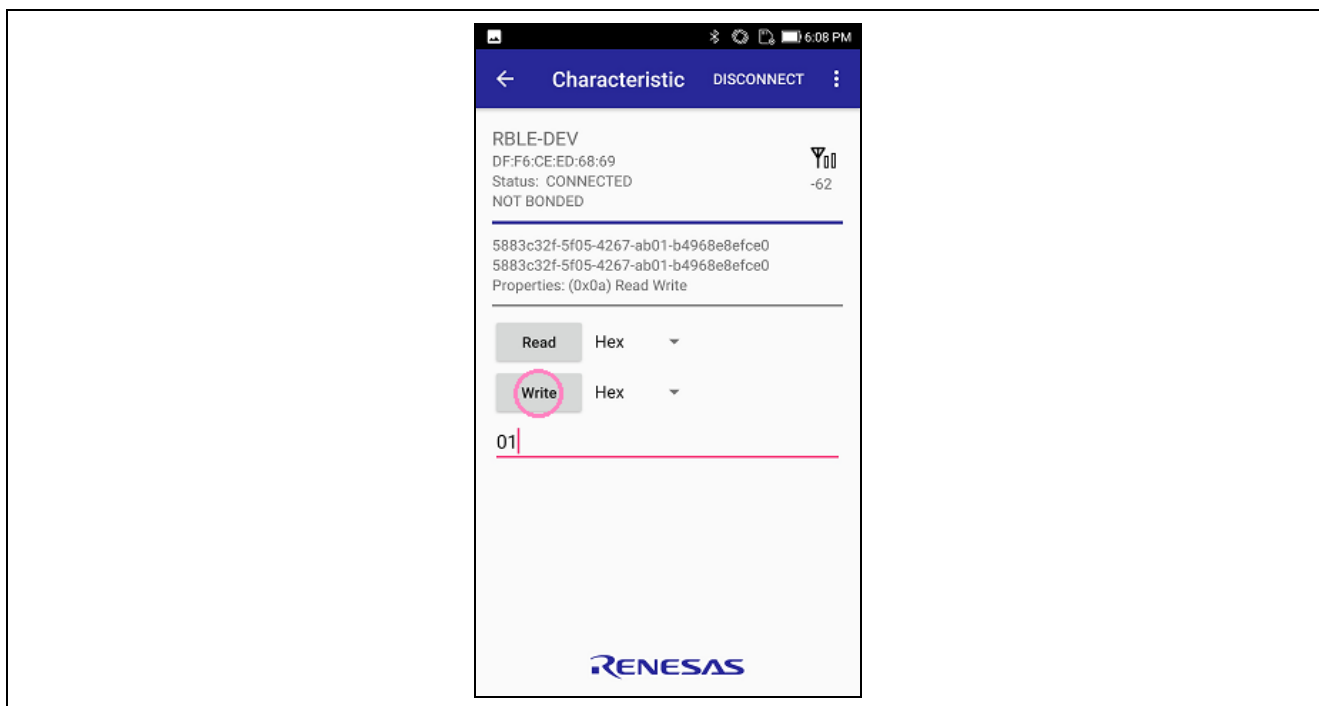 6:08 PM
Characteristic DISCONNECT
RBLE-DEV
DF:F6:CE:ED:68:69
Status: CONNECTED
-62
NOT BONDED
5883c32f-5f05-4267-ab01-b4968e8efce0
5883c32f-5f05-4267-ab01-b4968e8efce0
Properties: (0x0a) Read Write
Read Hex
Write Hex
01
RENESAS